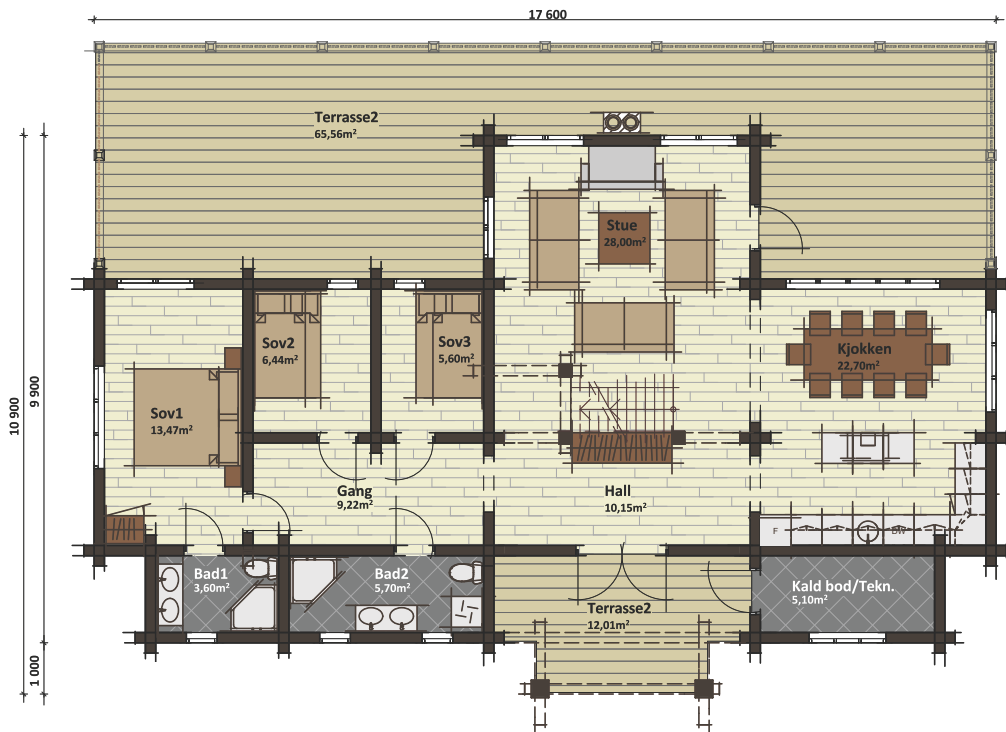 17 600
Terrasse2
65,56m²
Stue
28,00m²
10 900
9 900
Sov2
6,44m²
Sov3
5,60m²
Kjokken
22,70m²
Sov1
13,47m²
Gang
9,22m²
Hall
10,15m²
F
DW
Bad1
3,60m²
Bad2
5,70m²
Kald bod/Tekn.
5,10m²
Terrasse2
12,01m²
1 000